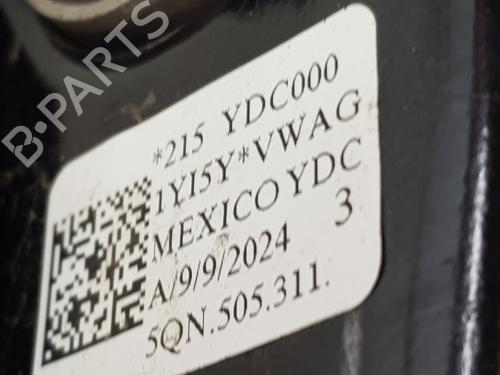 B-PARTS
*215 YDC000
1YI5Y*VWAG
MEXICO YDC
A/9/9/2024 3
5QN.505.311.